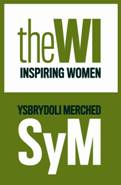 theWI
INSPIRING WOMEN
YSBRYDOLI MERCHED
SyM